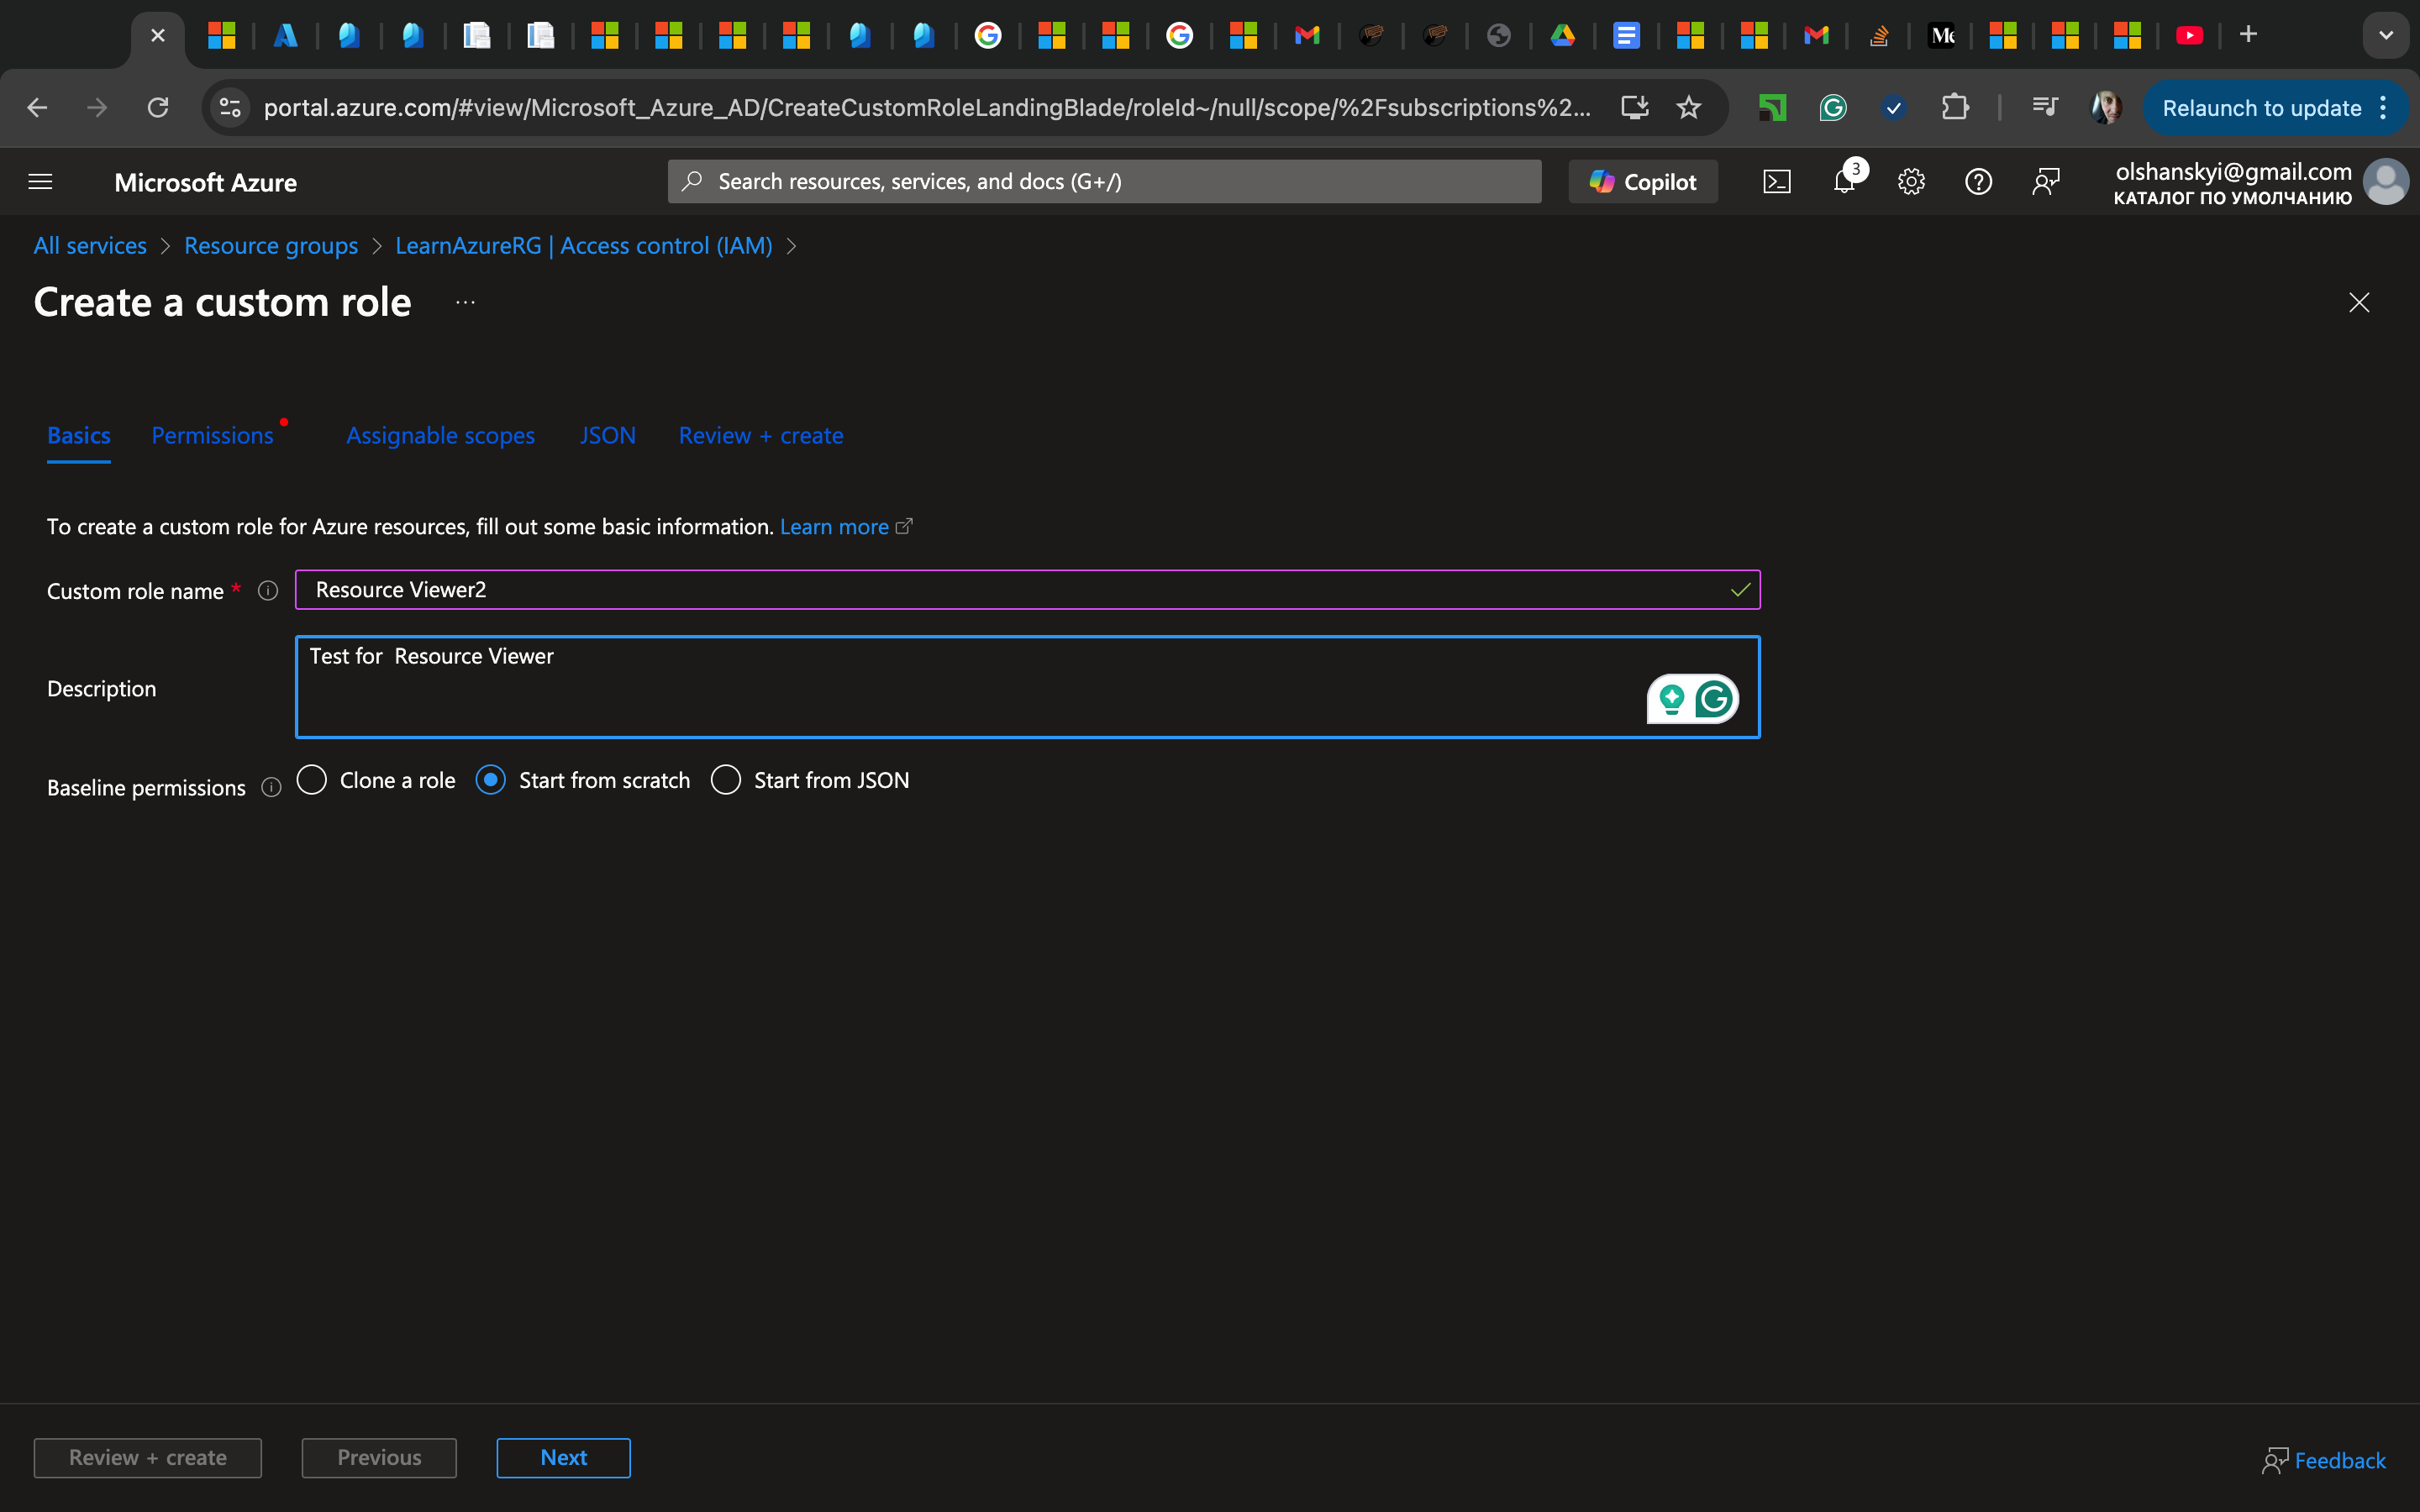 portal.azure.com/#view/Microsoft_Azure_AD/CreateCustomRoleLandingBlade/roleId~/null/scope/%2Fsubscriptions%2...
Relaunch to update
Microsoft Azure
Search resources, services, and docs (G+/)
Copilot
3
olshanskyi@gmail.com
КАТАЛОГ ПО УМОЛЧАНИЮ
All services > Resource groups > LearnAzureRG | Access control (IAM) >
Create a custom role ...
Basics Permissions Assignable scopes JSON Review + create
To create a custom role for Azure resources, fill out some basic information. Learn more
Custom role name * Resource Viewer2
Description Test for  Resource Viewer
Baseline permissions Clone a role Start from scratch Start from JSON
Review + create Previous Next Feedback